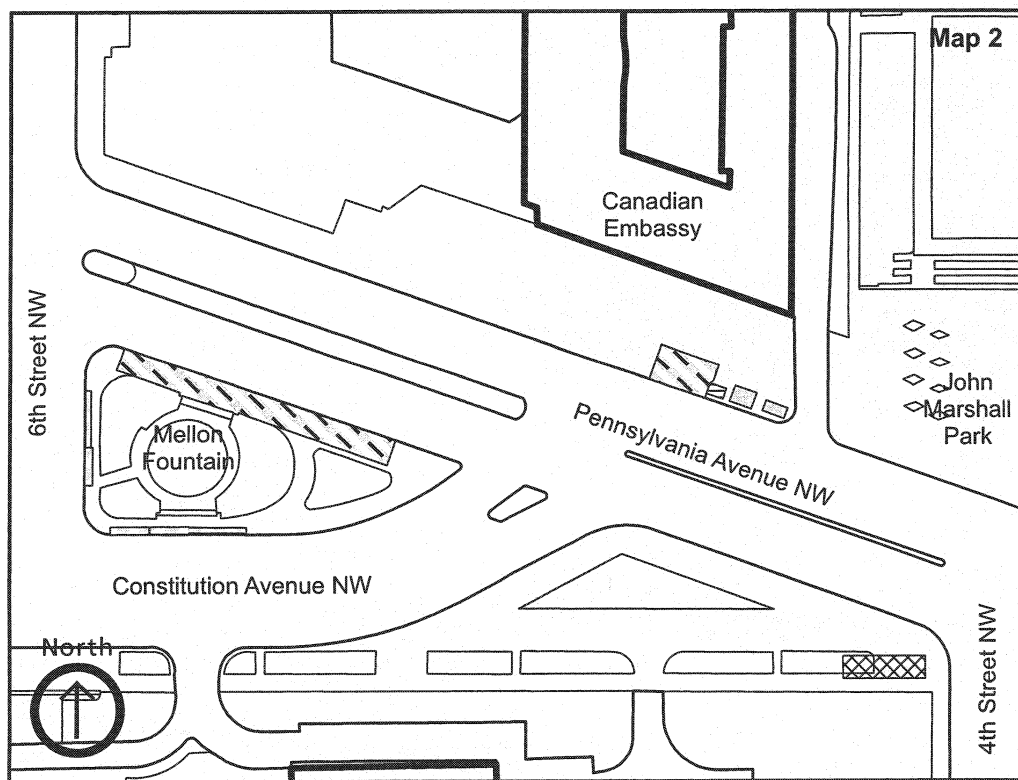 Map 2
Canadian
Embassy
6th Street NW
John
Marshall
Park
Mellon
Fountain
Pennsylvania Avenue NW
Constitution Avenue NW
North
4th Street NW